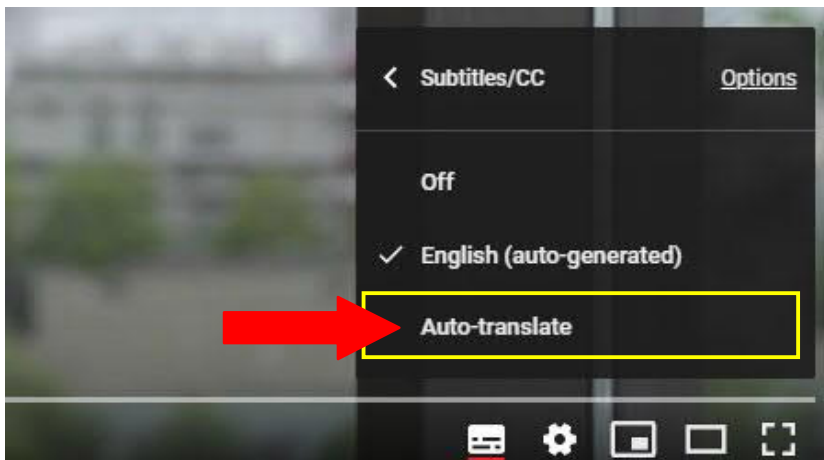 Subtitles/CC Options
Off
English (auto-generated)
Auto-translate